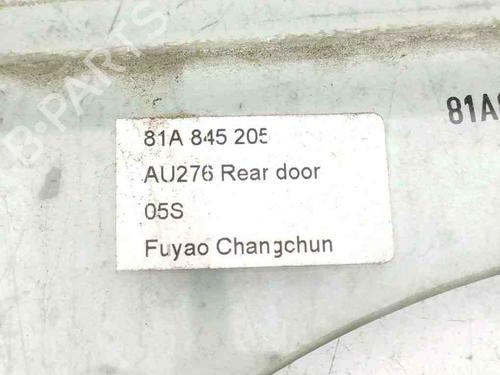 81A 845 205
AU276 Rear door
05S
Fuyao Changchun
81A
B-PARTS